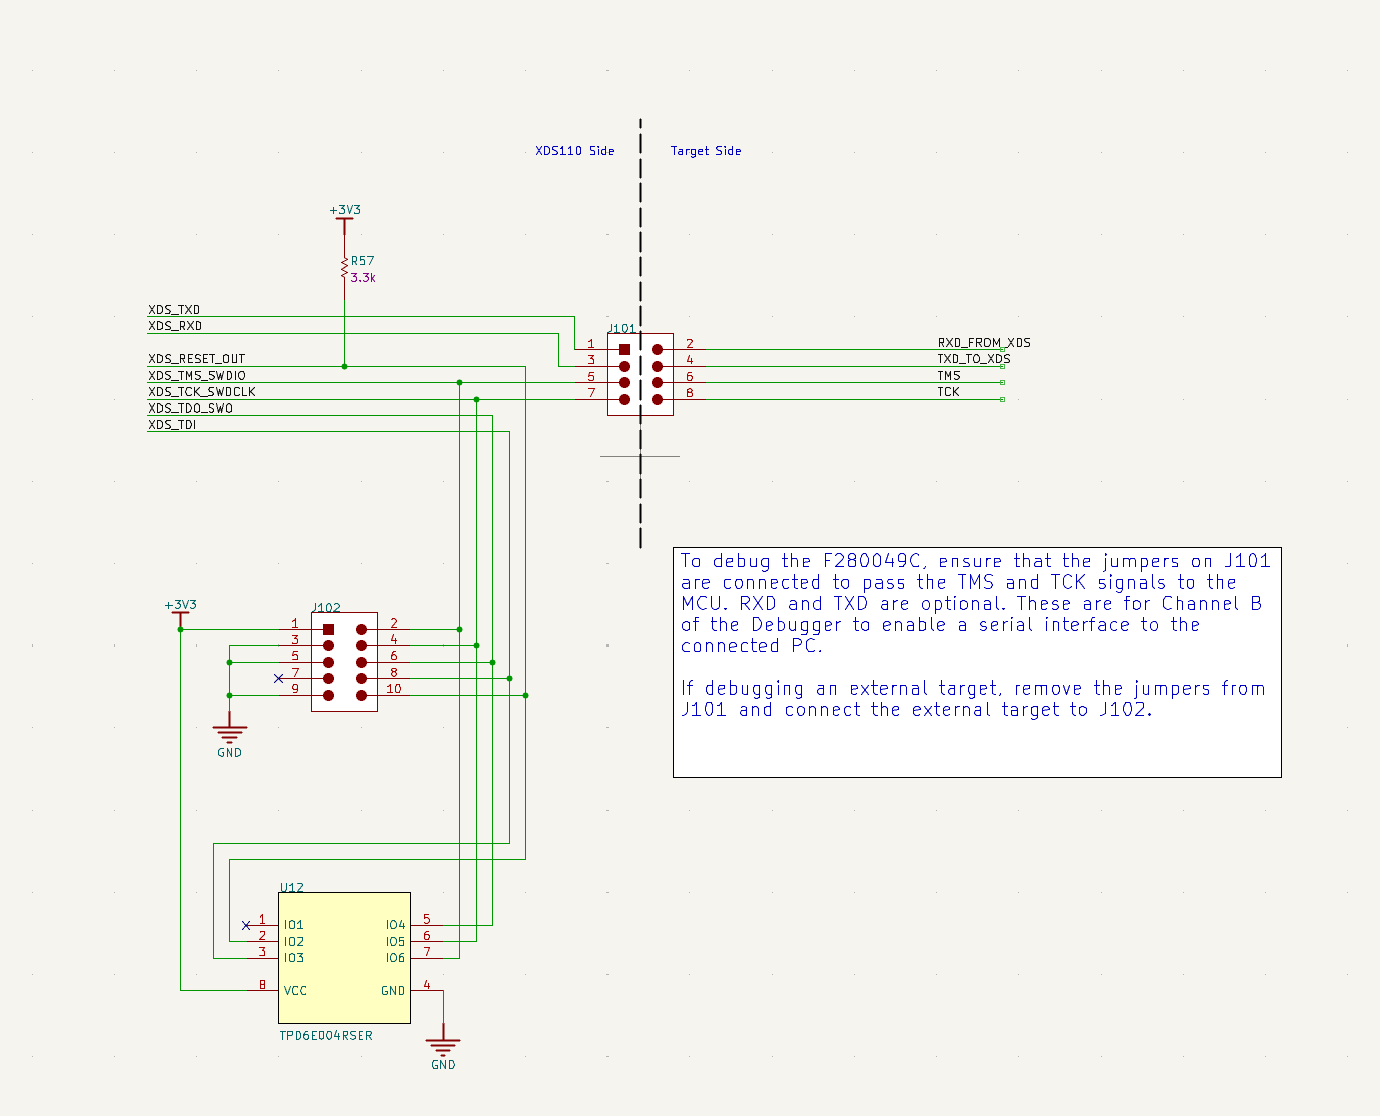 XDS110 Side
Target Side
+3V3
R57
3.3k
XDS_TXD
XDS_RXD
XDS_RESET_OUT
XDS_TMS_SWDIO
XDS_TCK_SWDCLK
XDS_TDO_SWO
XDS_TDI
J101
1 2
3 4
5 6
7 8
RXD_FROM_XDS
TXD_TO_XDS
TMS
TCK
To debug the F280049C, ensure that the jumpers on J101
are connected to pass the TMS and TCK signals to the
MCU. RXD and TXD are optional. These are for Channel B
of the Debugger to enable a serial interface to the
connected PC.
If debugging an external target, remove the jumpers from
J101 and connect the external target to J102.
+3V3
J102
1 2
3 4
5 6
7 8
9 10
GND
U12
1 IO1 IO4 5
2 IO2 IO5 6
3 IO3 IO6 7
8 VCC GND 4
TPD6E004RSER
GND